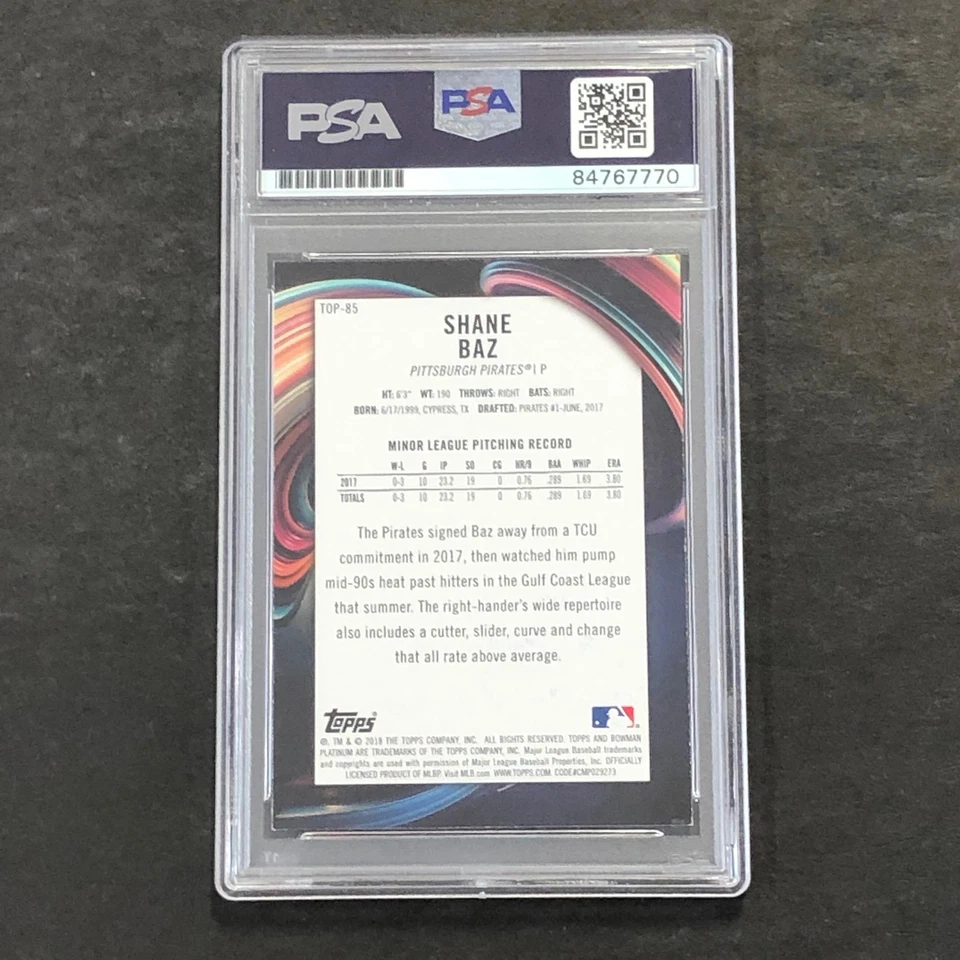 PSA PSA
84767770
TOP-85
SHANE
BAZ
PITTSBURGH PIRATES® | P
HT: 6'3" WT: 190 THROWS: RIGHT BATS: RIGHT
BORN: 6/17/1999, CYPRESS, TX DRAFTED: PIRATES #1-JUNE, 2017
MINOR LEAGUE PITCHING RECORD
W-L G IP SO CG HR/9 BAA WHIP ERA
2017 0-3 10 23.2 19 0 0.76 .289 1.69 3.80
TOTALS 0-3 10 23.2 19 0 0.76 .289 1.69 3.80
The Pirates signed Baz away from a TCU
commitment in 2017, then watched him pump
mid-90s heat past hitters in the Gulf Coast League
that summer. The right-hander's wide repertoire
also includes a cutter, slider, curve and change
that all rate above average.
Topps
®, TM & © 2018 THE TOPPS COMPANY, INC. ALL RIGHTS RESERVED. TOPPS AND BOWMAN
PLATINUM ARE TRADEMARKS OF THE TOPPS COMPANY, INC. Major League Baseball trademarks
and copyrights are used with permission of Major League Baseball Properties, Inc. OFFICIALLY
LICENSED PRODUCT OF MLBP. Visit MLB.com WWW.TOPPS.COM. CODE#CMP029273